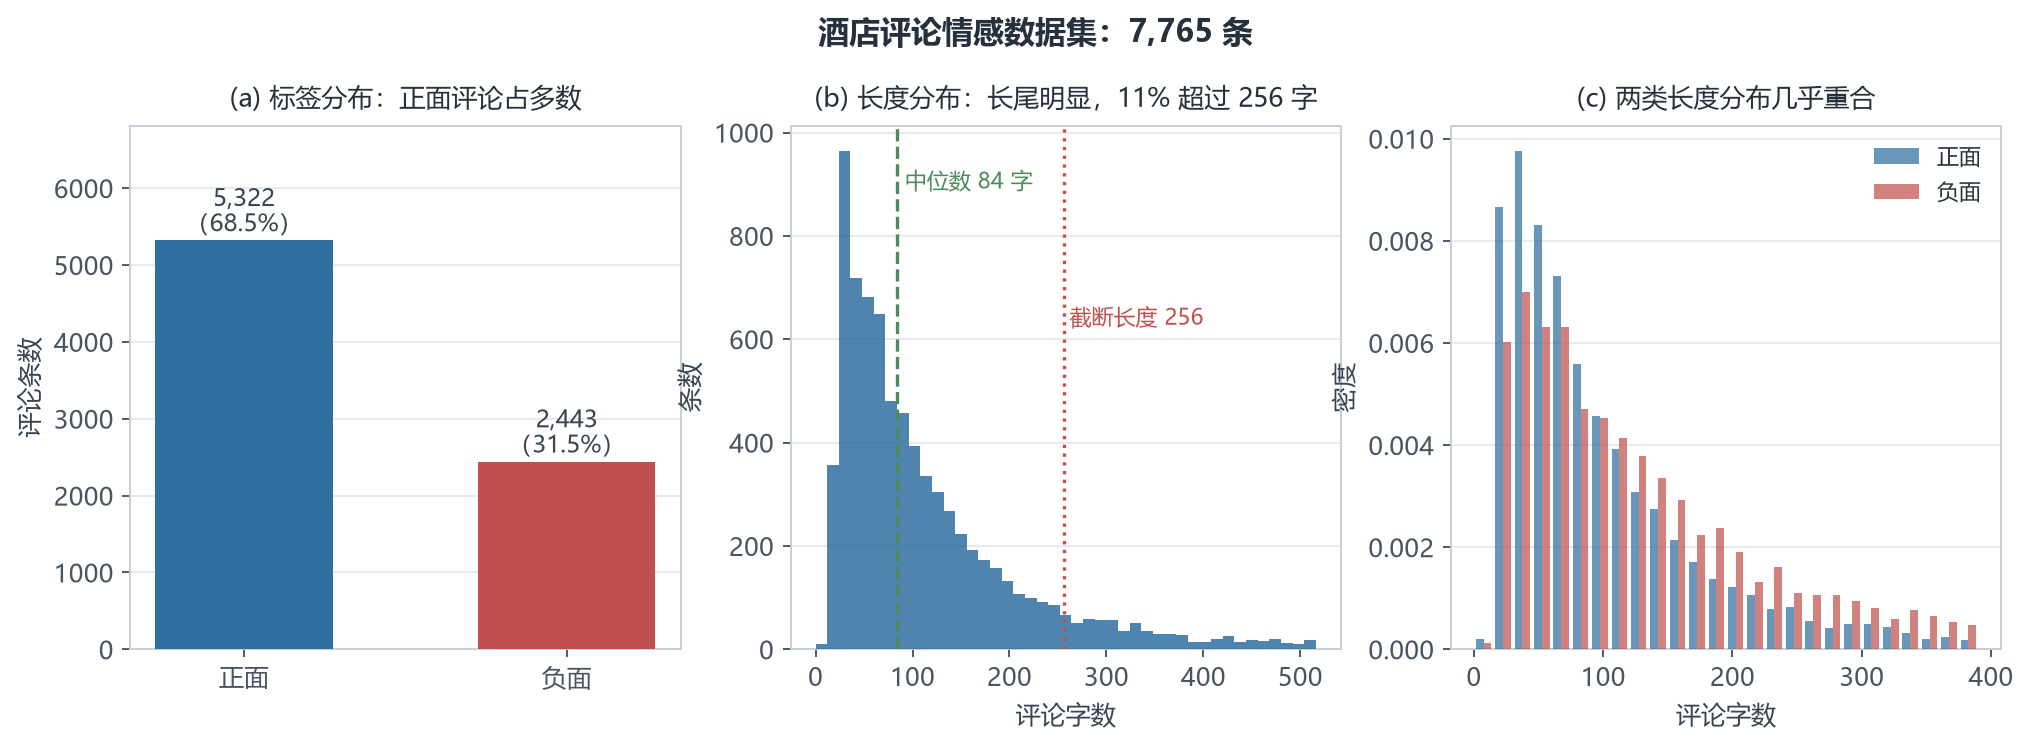 酒店评论情感数据集：7,765 条
(a) 标签分布：正面评论占多数
评论条数
6000
5000
4000
3000
2000
1000
0
5,322
(68.5%)
2,443
(31.5%)
正面
负面
(b) 长度分布：长尾明显，11% 超过 256 字
条数
1000
800
600
400
200
0
中位数 84 字
截断长度 256
0 100 200 300 400 500
评论字数
(c) 两类长度分布几乎重合
密度
0.010
0.008
0.006
0.004
0.002
0.000
正面
负面
0 100 200 300 400
评论字数